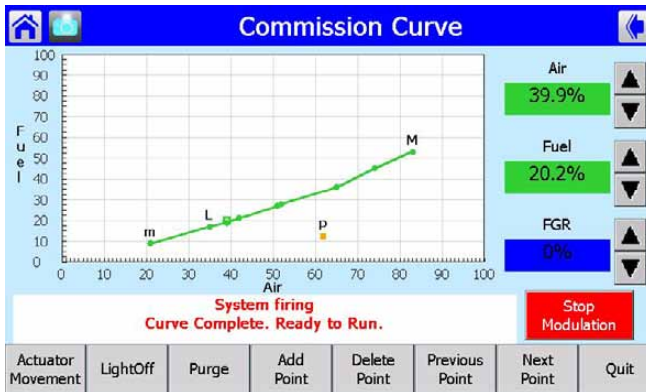 Commission Curve
100
90
80
70
60
50
40
30
20
10
0
Fuel
M
L
m
P
0 10 20 30 40 50 60 70 80 90 100
Air
Air
39.9%
Fuel
20.2%
FGR
0%
System firing
Curve Complete. Ready to Run.
Stop
Modulation
Actuator
Movement
LightOff
Purge
Add
Point
Delete
Point
Previous
Point
Next
Point
Quit